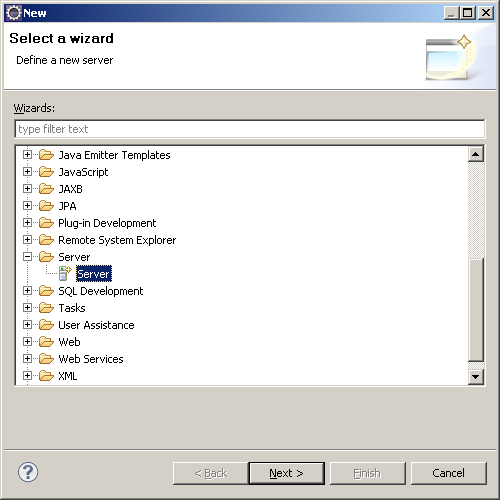 New
Select a wizard
Define a new server
Wizards:
type filter text
Java Emitter Templates
JavaScript
JAXB
JPA
Plug-in Development
Remote System Explorer
Server
Server
SQL Development
Tasks
User Assistance
Web
Web Services
XML
? < Back Next > Finish Cancel